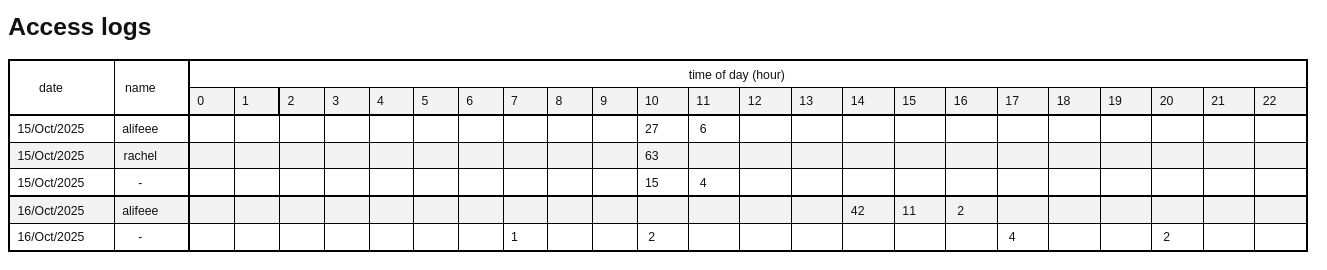 Access logs
date name time of day (hour)
0 1 2 3 4 5 6 7 8 9 10 11 12 13 14 15 16 17 18 19 20 21 22
15/Oct/2025 alifeee 27 6
15/Oct/2025 rachel 63
15/Oct/2025 - 15 4
16/Oct/2025 alifeee 42 11 2
16/Oct/2025 - 1 2 4 2